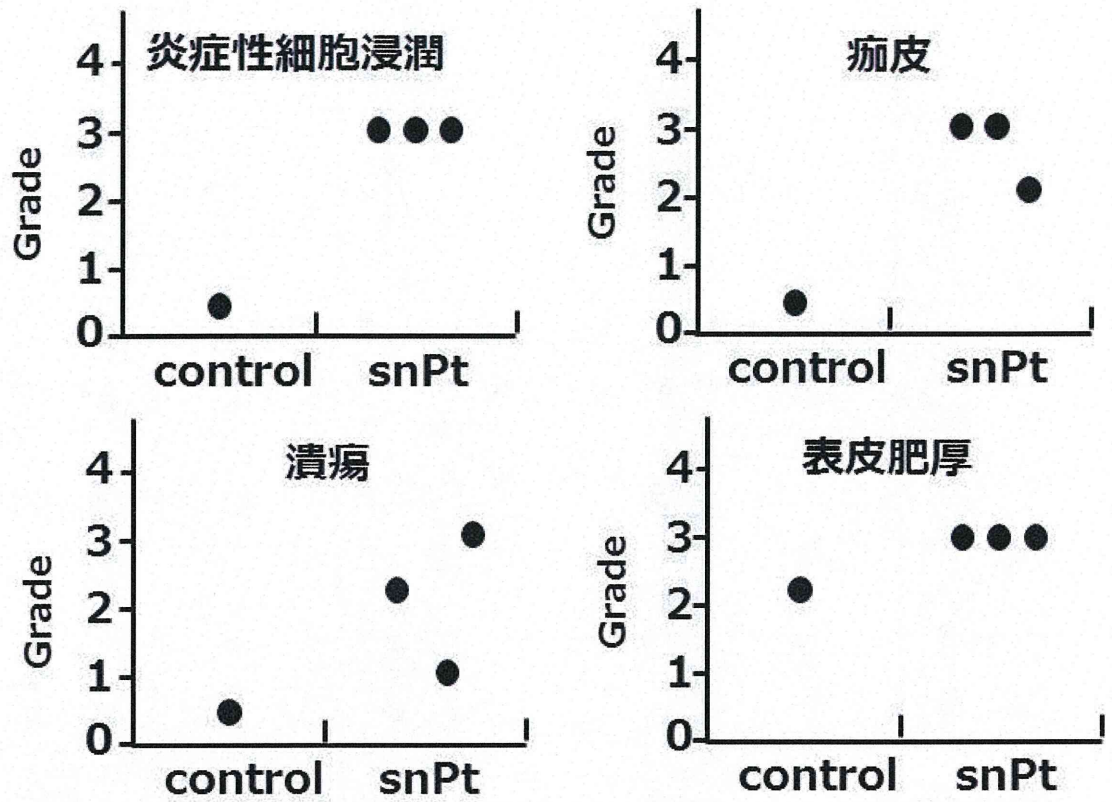 炎症性細胞浸潤
4
3
2
1
0
Grade
control snPt
痂皮
4
3
2
1
0
Grade
control snPt
潰瘍
4
3
2
1
0
Grade
control snPt
表皮肥厚
4
3
2
1
0
Grade
control snPt